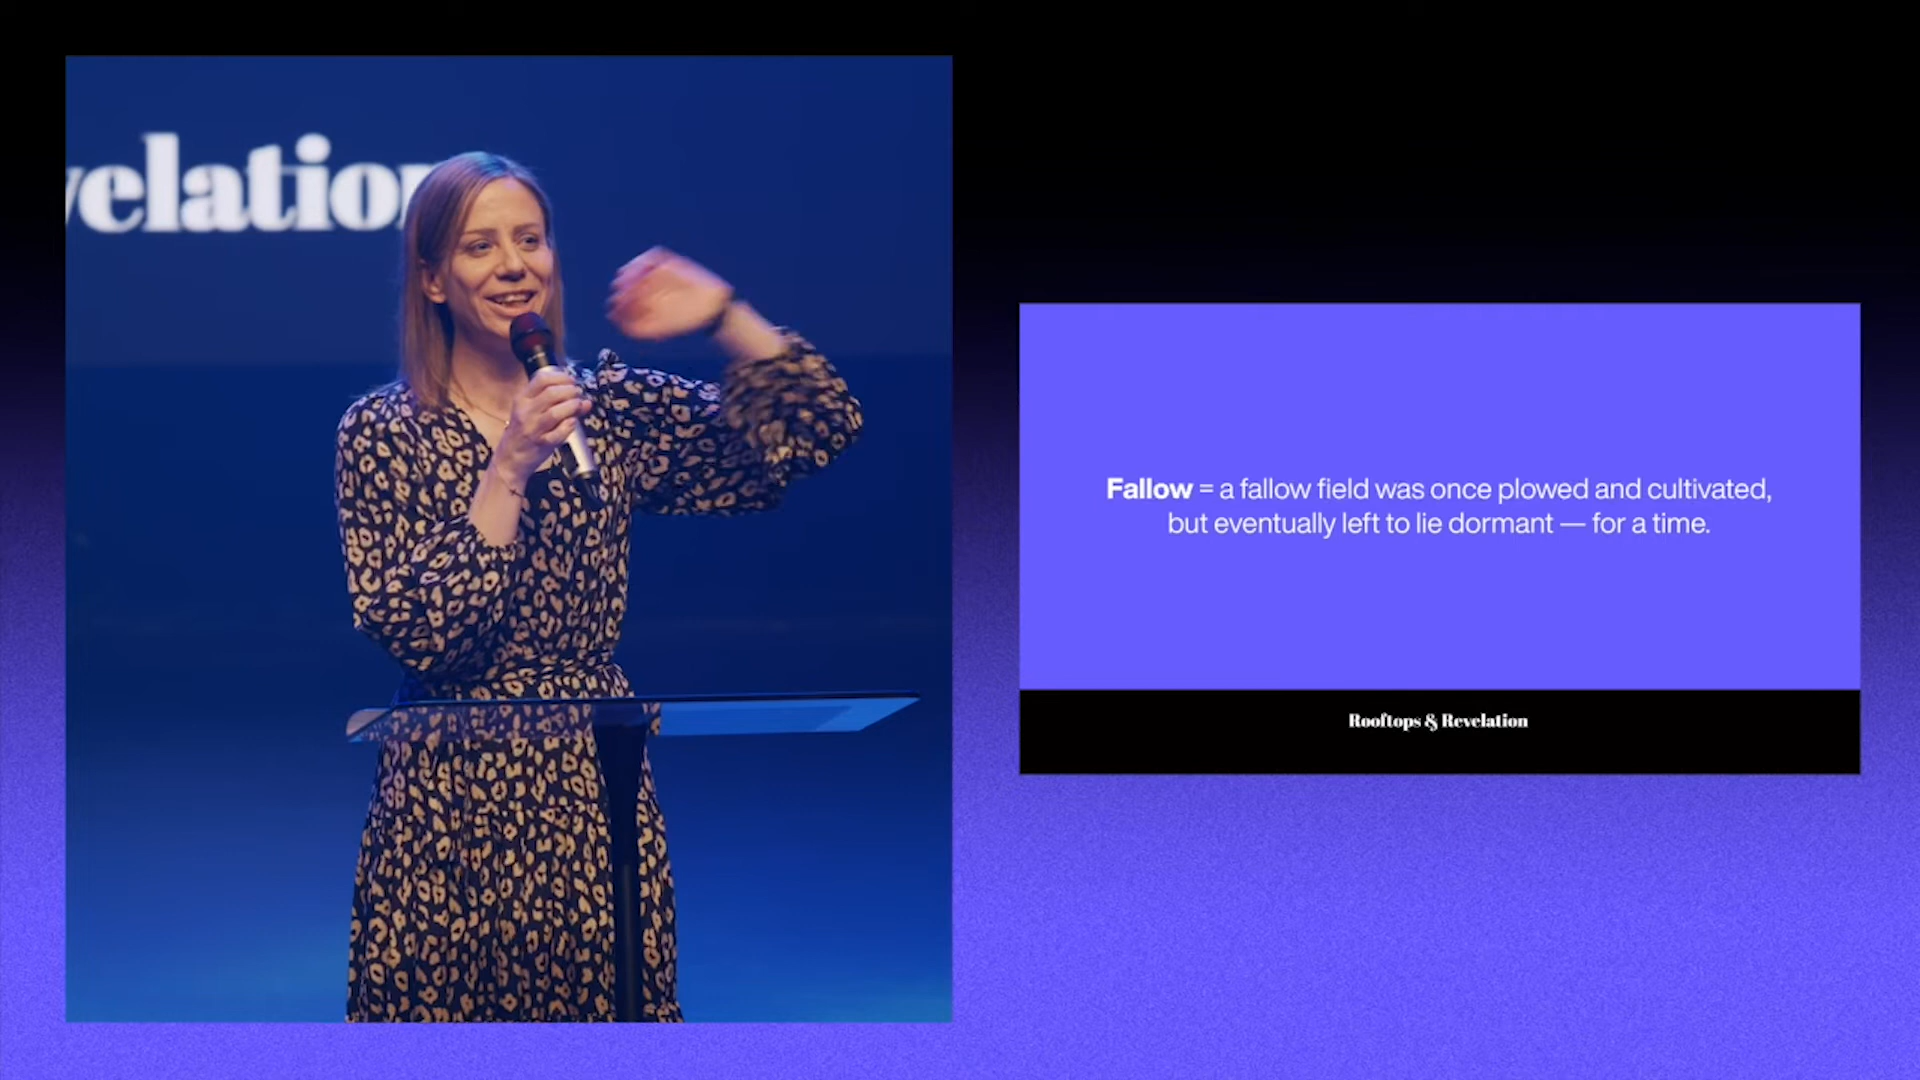 velation
Fallow = a fallow field was once plowed and cultivated,
but eventually left to lie dormant — for a time.
Rooftops & Revelation